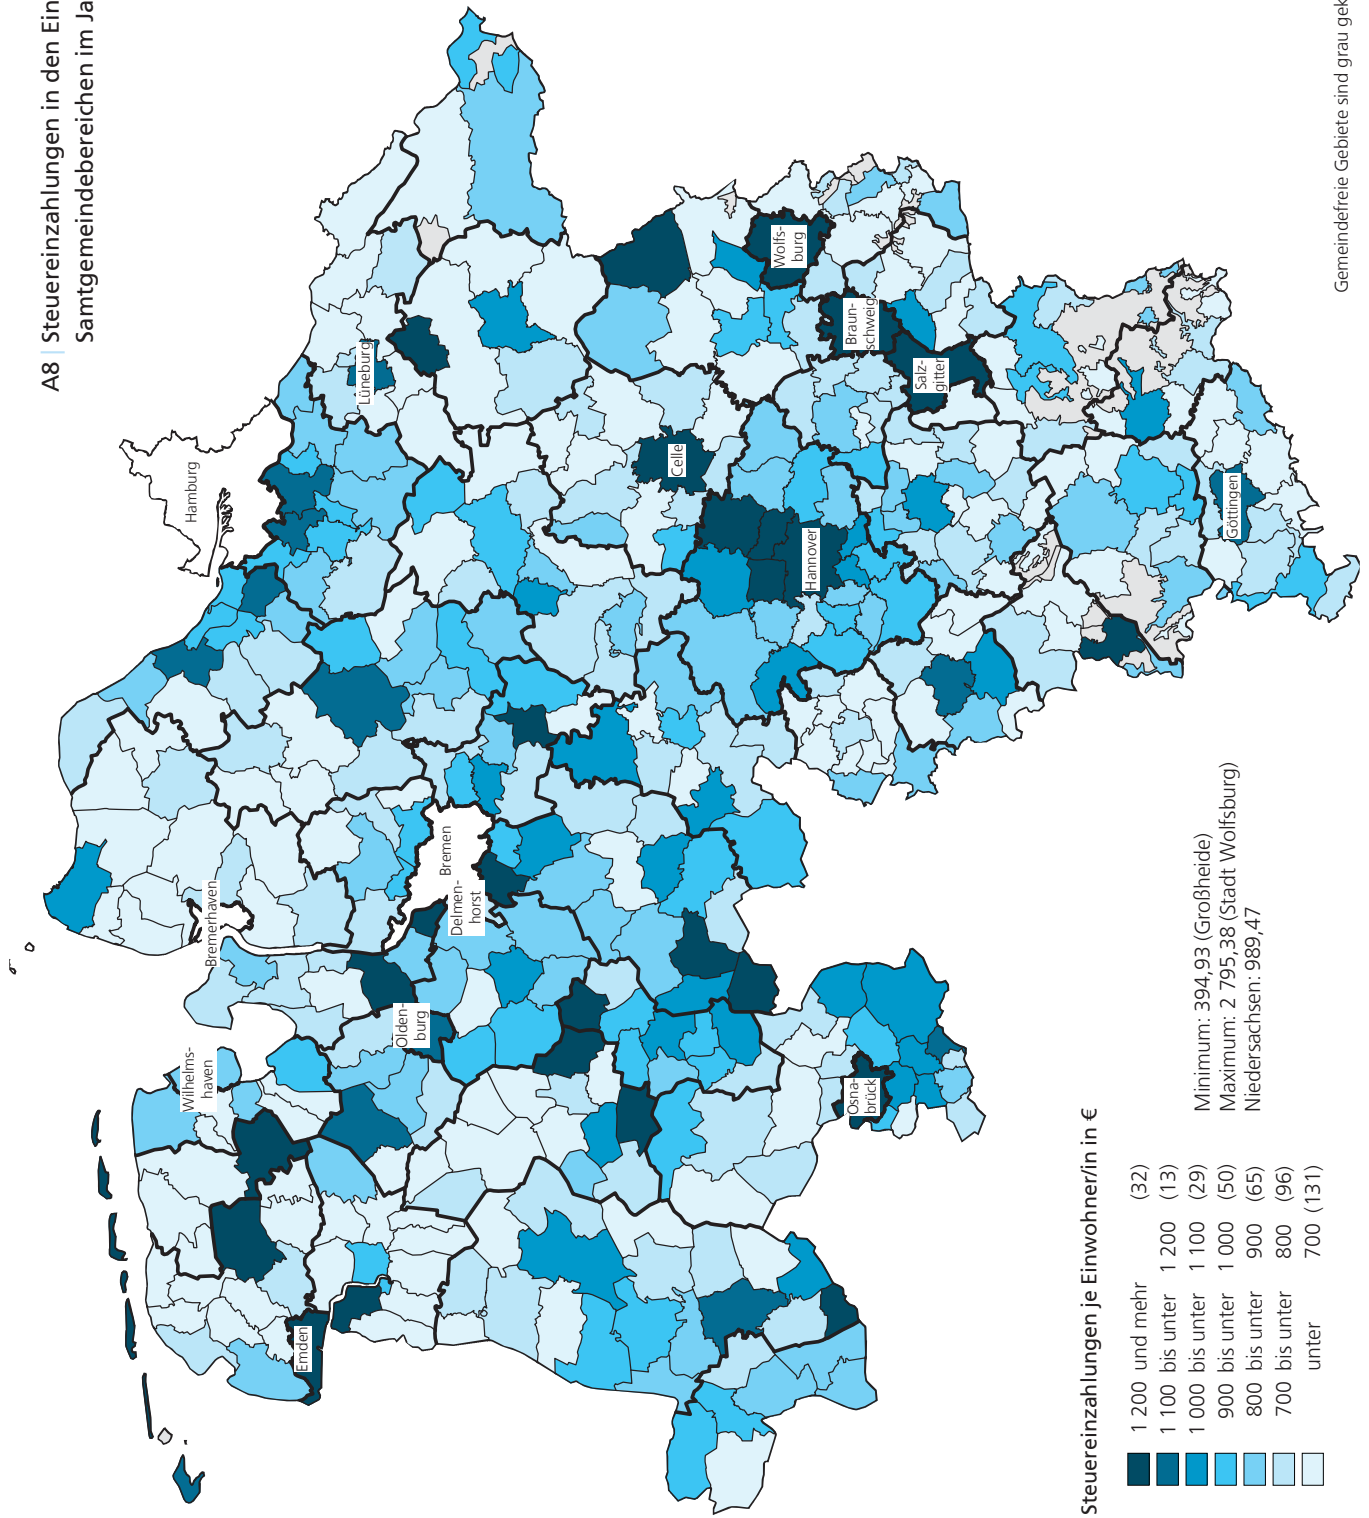 A8 | Steuereinzahlungen in den Ein
Samtgemeindebereichen im Ja
Hamburg
Lüneburg
Bremerhaven
Wilhelms-
haven
Emden
Olden-
burg
Bremen
Delmen-
horst
Celle
Wolfs-
burg
Braun-
schweig
Salz-
gitter
Hannover
Göttingen
Osna-
brück
Steuereinzahlungen je Einwohner/in in €
1 200 und mehr (32)
1 100 bis unter 1 200 (13)
1 000 bis unter 1 100 (29)
900 bis unter 1 000 (50)
800 bis unter 900 (65)
700 bis unter 800 (96)
unter 700 (131)
Minimum: 394,93 (Großheide)
Maximum: 2 795,38 (Stadt Wolfsburg)
Niedersachsen: 989,47
Gemeindefreie Gebiete sind grau gek